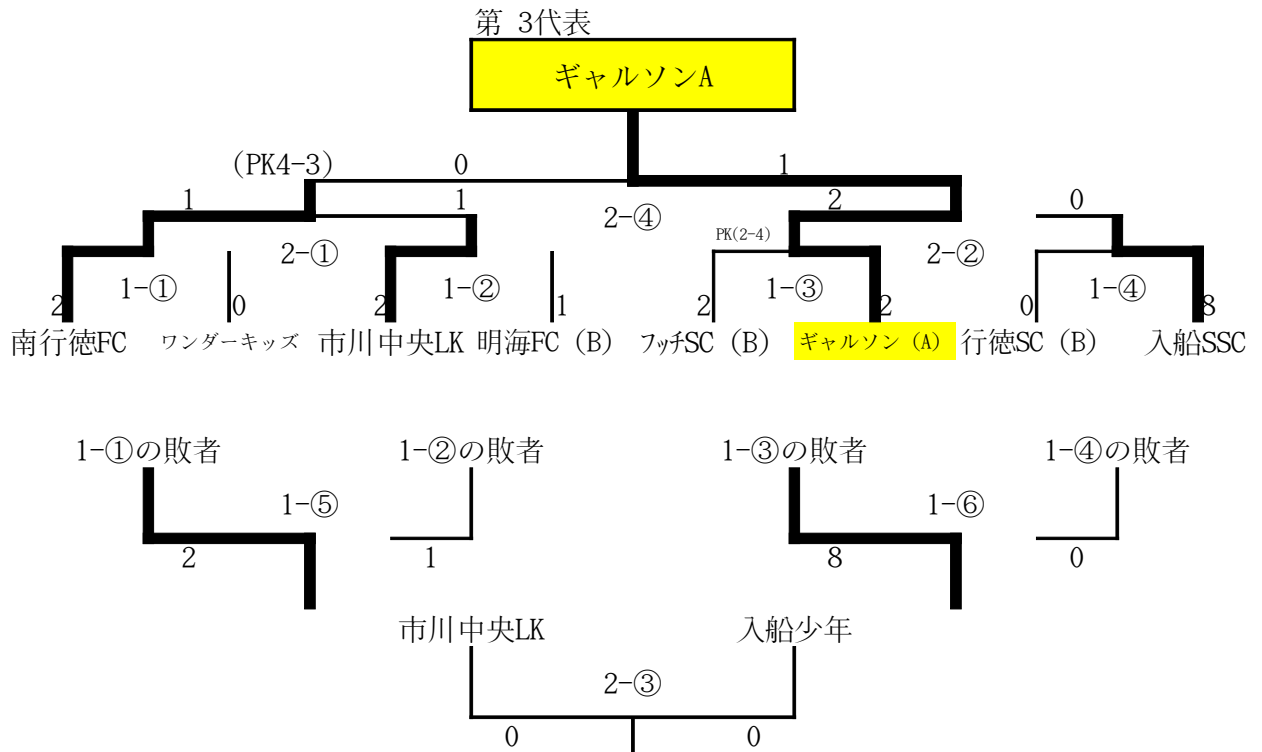 第 3代表
ギャルソンA
(PK4-3) 0 1
1 1 2-④ 2 0
2-① PK(2-4) 2-②
1-① 1-② 1-③ 1-④
2 0 2 1 2 2 0 8
南行徳FC ワンダーキッズ 市川中央LK 明海FC (B) フッチSC (B) ギャルソン (A) 行徳SC (B) 入船SSC
1-①の敗者 1-②の敗者 1-③の敗者 1-④の敗者
1-⑤ 1-⑥
2 1 8 0
市川中央LK 入船少年
2-③
0 0